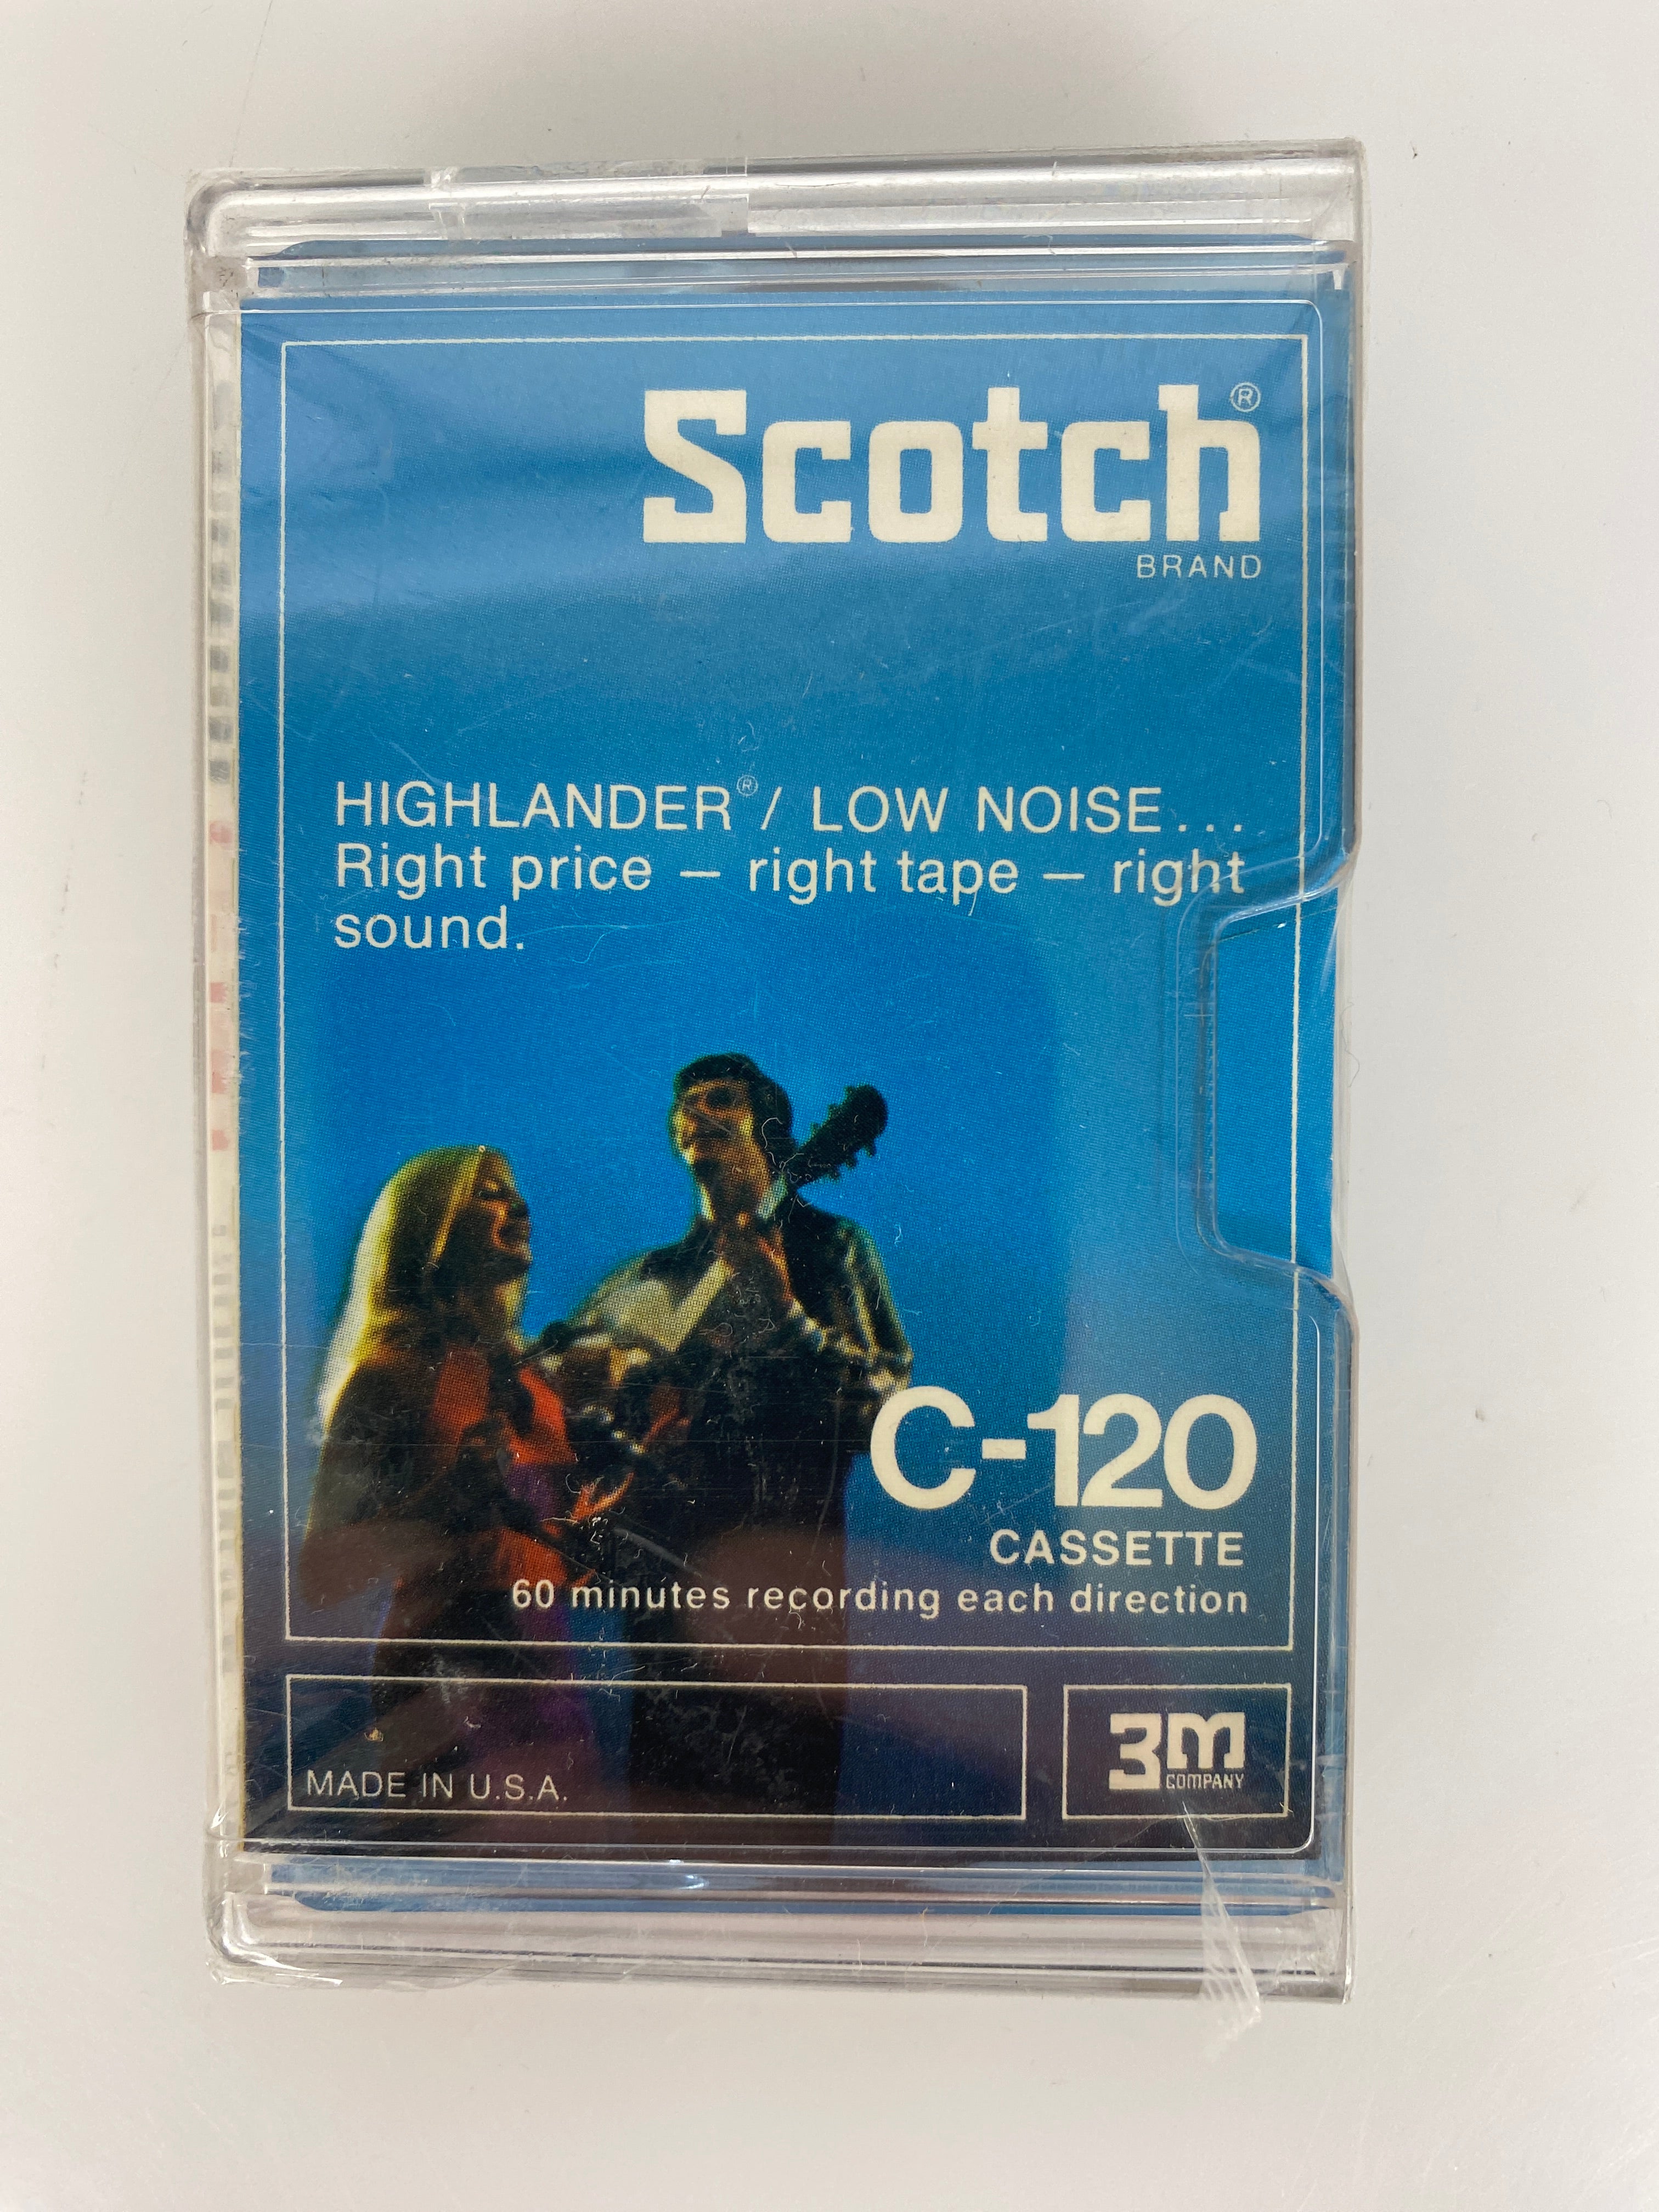 Scotch®
BRAND
HIGHLANDER®/ LOW NOISE...
Right price – right tape – right
sound.
C-120
CASSETTE
60 minutes recording each direction
MADE IN U.S.A.
3M
COMPANY